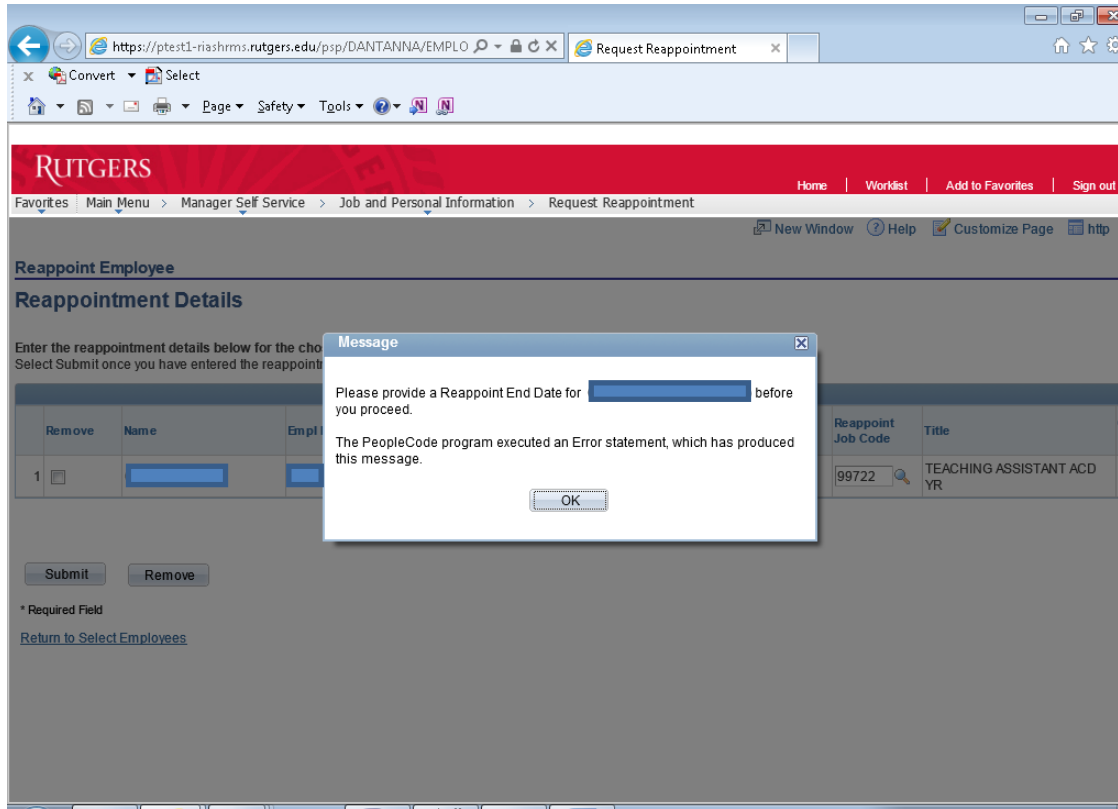 https://ptest1-riashrms.rutgers.edu/psp/DANTANNA/EMPLO
Request Reappointment
x Convert Select
Page Safety Tools
RUTGERS
Home | Worklist | Add to Favorites | Sign out
Favorites Main Menu > Manager Self Service > Job and Personal Information > Request Reappointment
New Window Help Customize Page http
Reappoint Employee
Reappointment Details
Enter the reappointment details below for the cho
Select Submit once you have entered the reappoint
Message
Please provide a Reappoint End Date for before
you proceed.
The PeopleCode program executed an Error statement, which has produced
this message.
OK
Remove Name Empl Reappoint Job Code Title
1 99722 TEACHING ASSISTANT ACD
YR
Submit Remove
* Required Field
Return to Select Employees